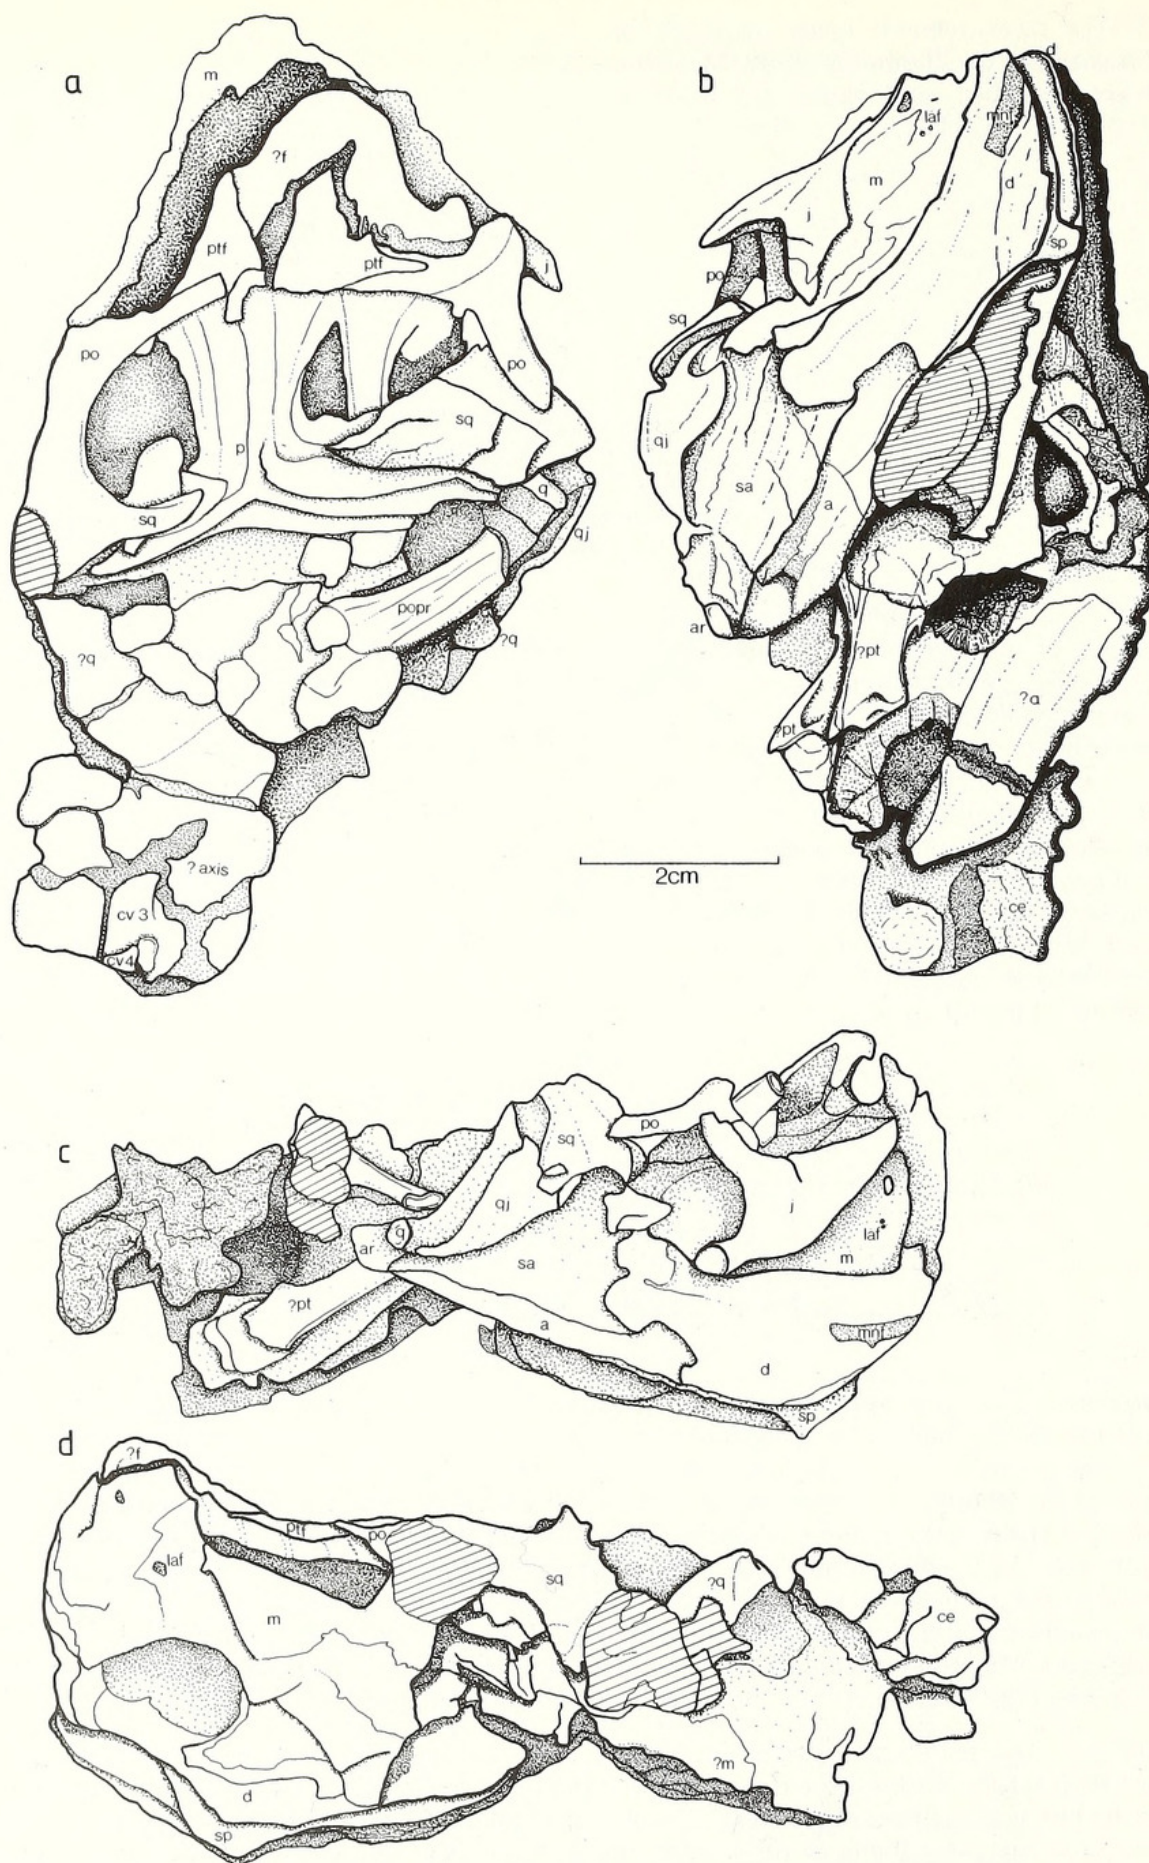 a
m
?f
ptf
ptf
j
po
po
sq
p
sq
q
qj
popr
?q
?q
? axis
cv 3
cv4
b
d
laf
mnf
m
d
j
sp
po
sq
qj
sa
a
ar
?pt
?pt
?a
ce
2cm
c
po
sq
qj
j
q
ar
laf
sa
m
?pt
a
mnf
d
sp
d
?f
ptf
po
laf
sq
?q
m
ce
?m
d
sp